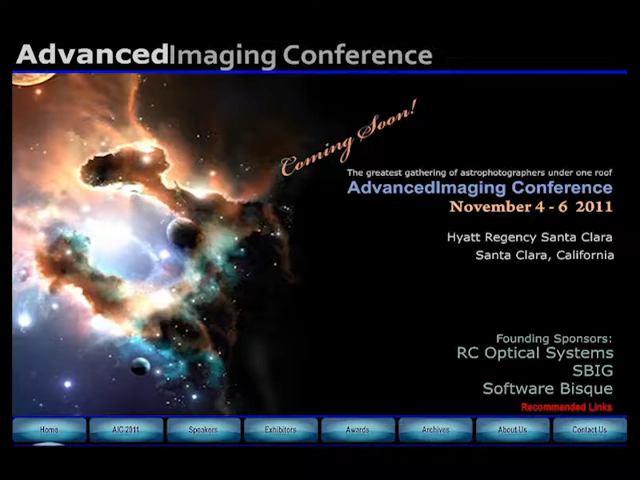 AdvancedImaging Conference
Coming Soon!
The greatest gathering of astrophotographers under one roof
AdvancedImaging Conference
November 4 - 6 2011
Hyatt Regency Santa Clara
Santa Clara, California
Founding Sponsors:
RC Optical Systems
SBIG
Software Bisque
Recommended Links
Home AIC 2011 Speakers Exhibitors Awards Archives About Us Contact Us